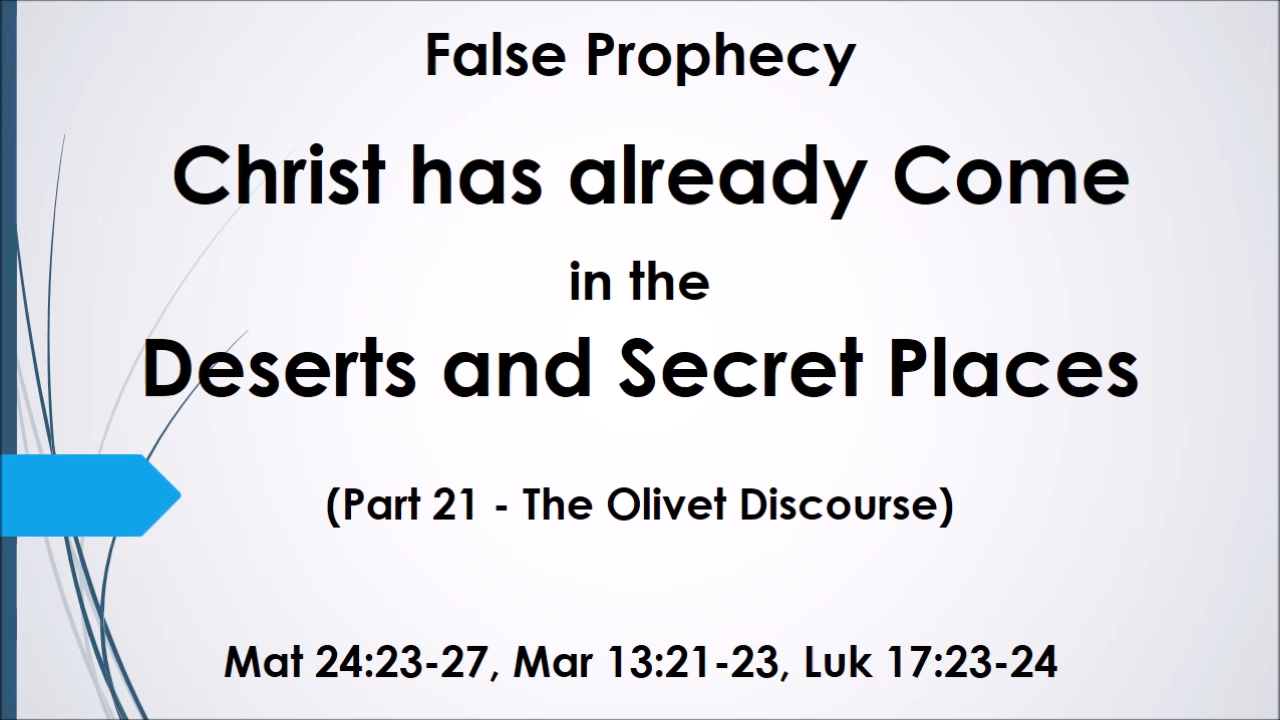 False Prophecy
Christ has already Come
in the
Deserts and Secret Places
(Part 21 - The Olivet Discourse)
Mat 24:23-27, Mar 13:21-23, Luk 17:23-24